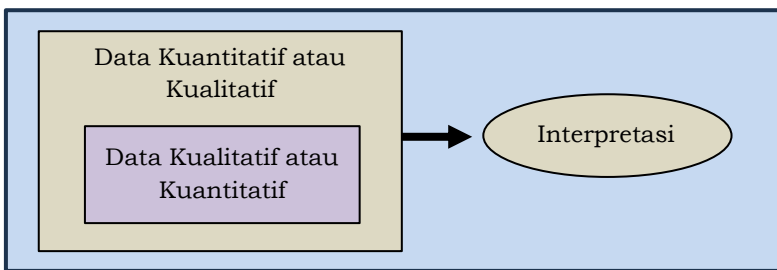 Data Kuantitatif atau
Kualitatif
Data Kualitatif atau
Kuantitatif
Interpretasi